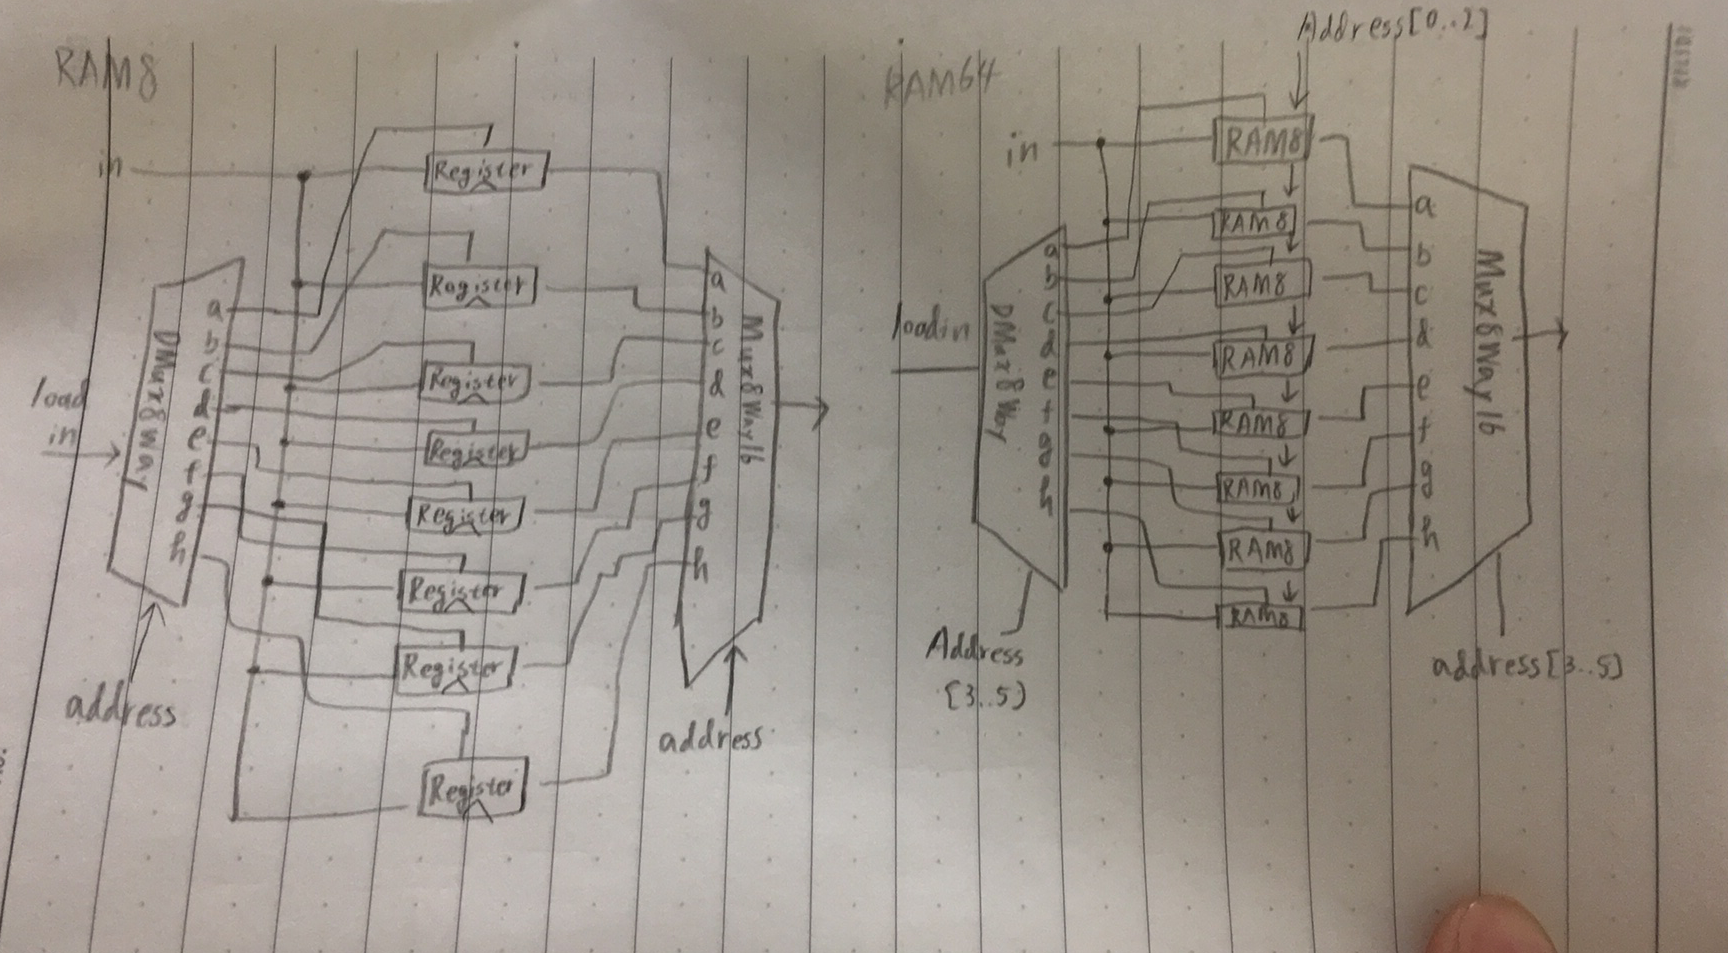 RAM8
in
Register
Register
Register
Register
Register
Register
Register
Register
load
in
DMux8Way
a
b
c
d
e
f
g
h
address
a
b
c
d
e
f
g
h
Mux8Way16
address
RAM64
Address[0..2]
in
RAM8
RAM8
RAM8
RAM8
RAM8
RAM8
RAM8
RAM8
loadin
DMux8Way
a
b
c
d
e
f
g
Address
[3..5)
a
b
c
d
e
f
g
h
Mux8Way16
address[3..5)